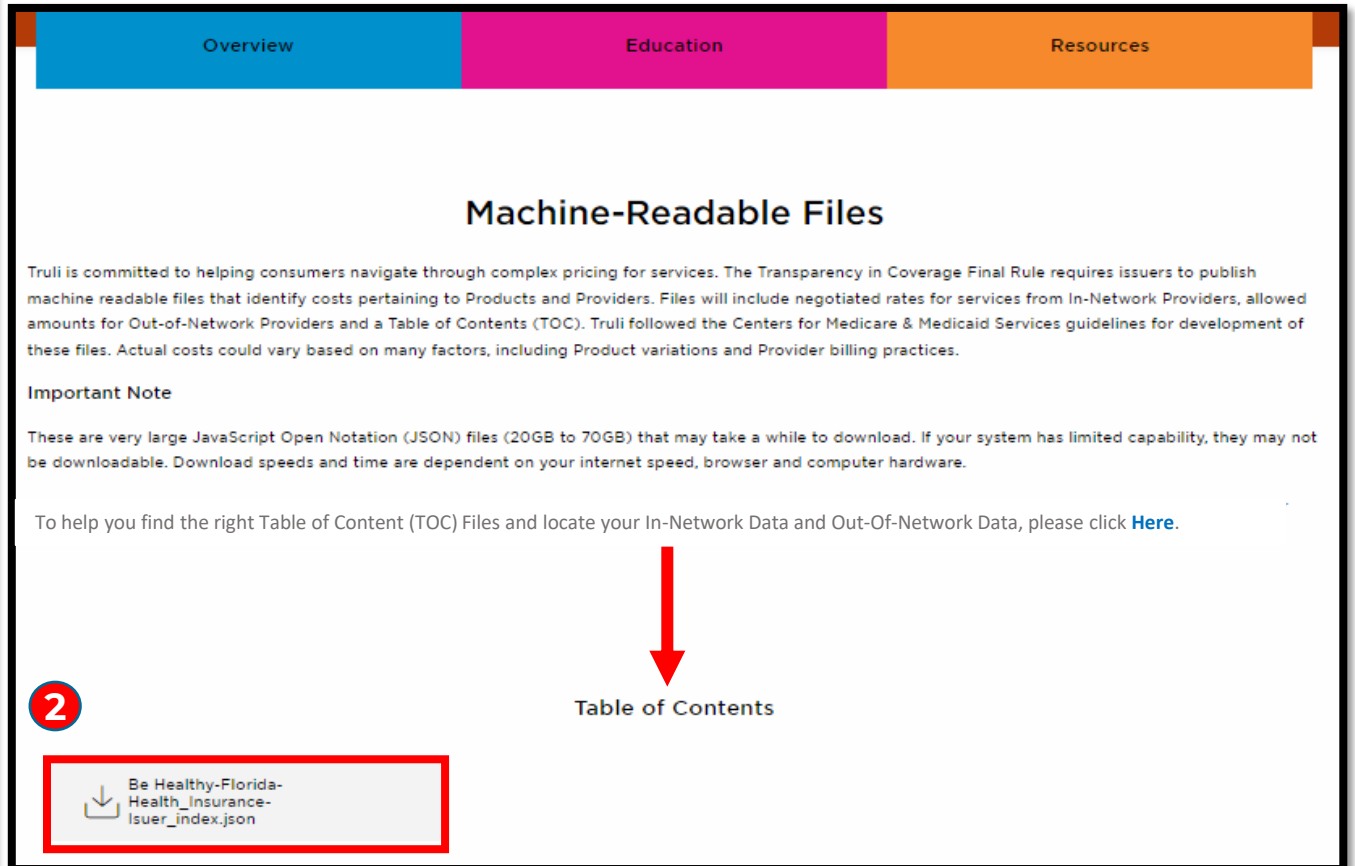 Overview Education Resources
Machine-Readable Files
Truli is committed to helping consumers navigate through complex pricing for services. The Transparency in Coverage Final Rule requires issuers to publish
machine readable files that identify costs pertaining to Products and Providers. Files will include negotiated rates for services from In-Network Providers, allowed
amounts for Out-of-Network Providers and a Table of Contents (TOC). Truli followed the Centers for Medicare & Medicaid Services guidelines for development of
these files. Actual costs could vary based on many factors, including Product variations and Provider billing practices.
Important Note
These are very large JavaScript Open Notation (JSON) files (20GB to 70GB) that may take a while to download. If your system has limited capability, they may not
be downloadable. Download speeds and time are dependent on your internet speed, browser and computer hardware.
To help you find the right Table of Content (TOC) Files and locate your In-Network Data and Out-Of-Network Data, please click Here.
2
Table of Contents
Be Healthy-Florida-
Health_Insurance-
Isuer_index.json